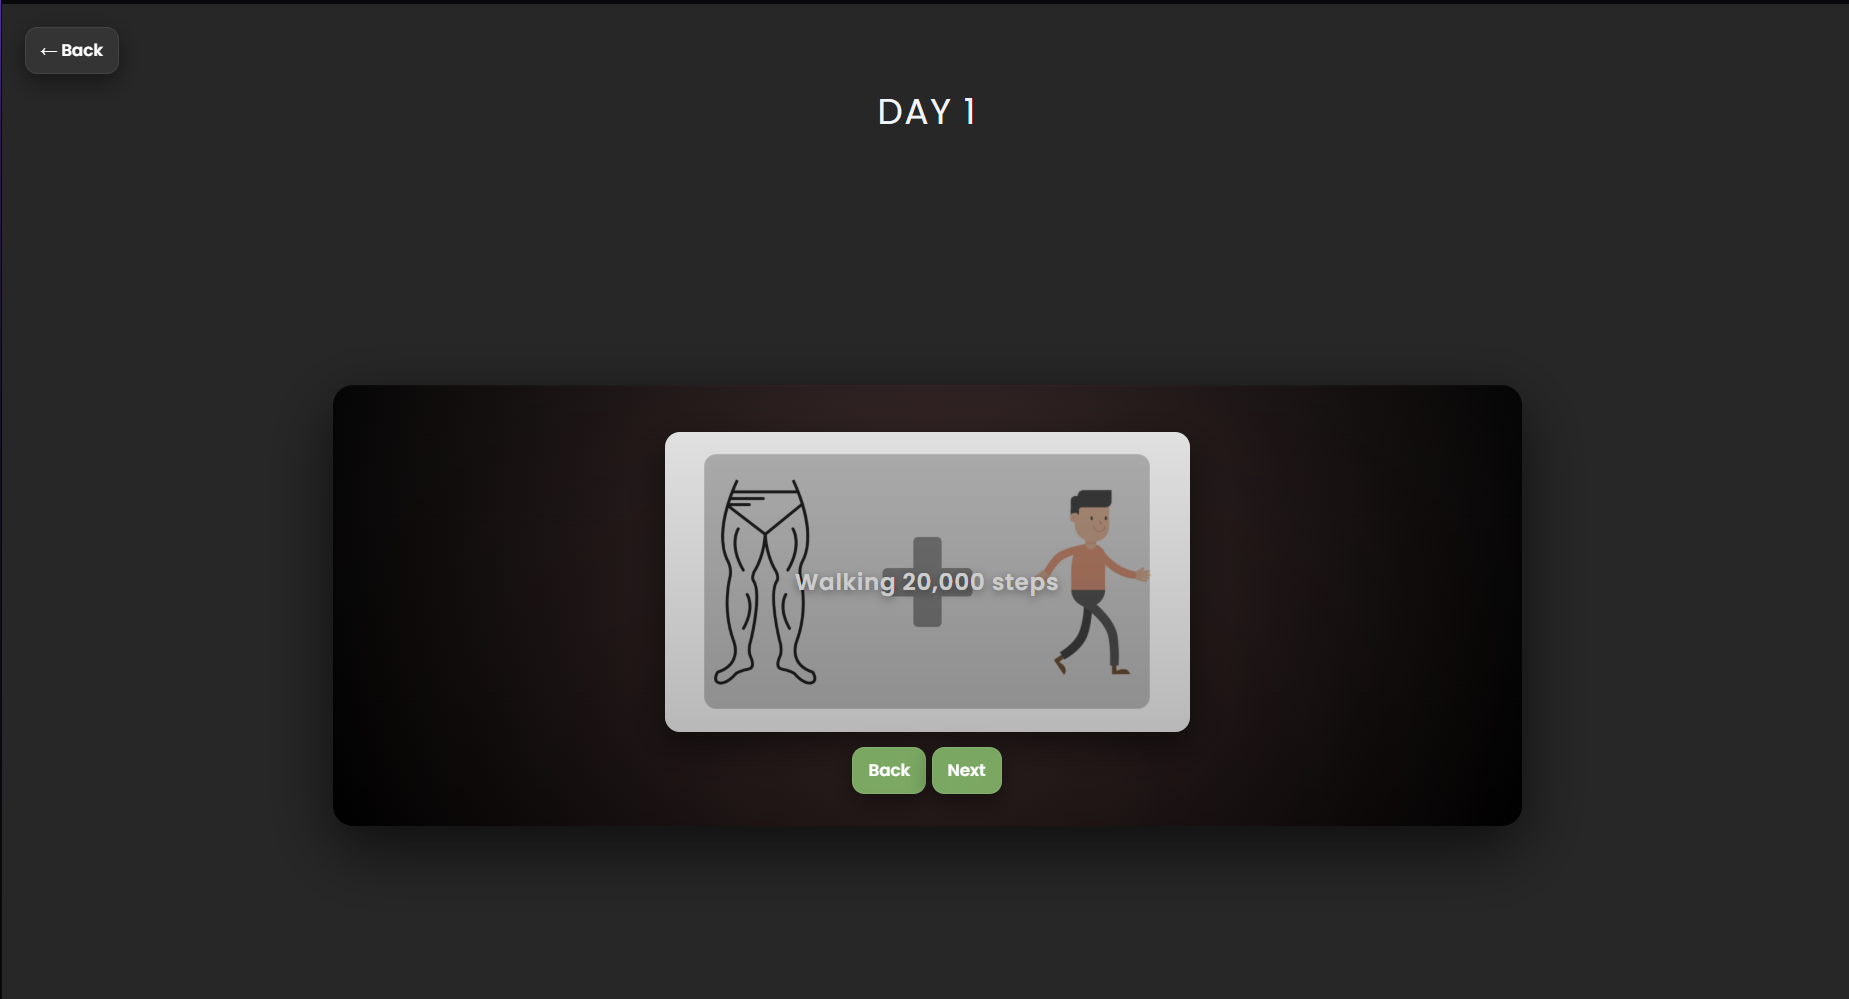 ← Back
DAY 1
Walking 20,000 steps
Back
Next